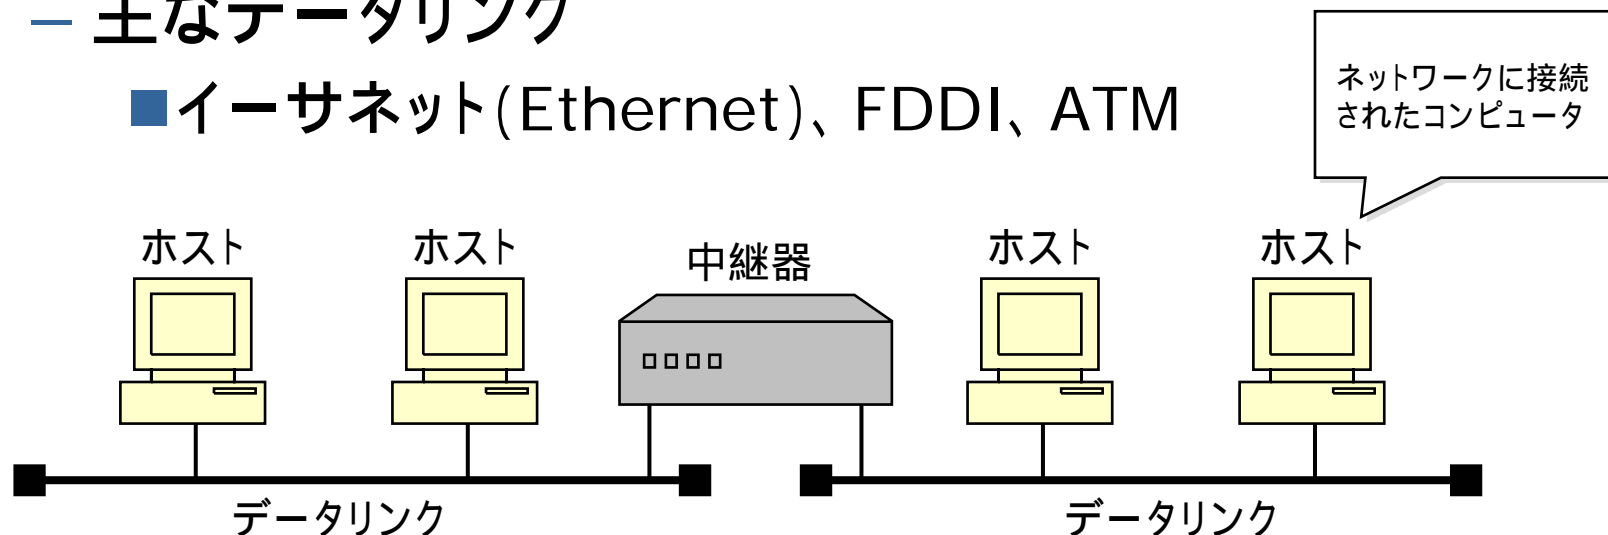 – 主なデータリンク
■イーサネット(Ethernet)、FDDI、ATM
ネットワークに接続
されたコンピュータ
ホスト
ホスト
中継器
ホスト
ホスト
データリンク
データリンク